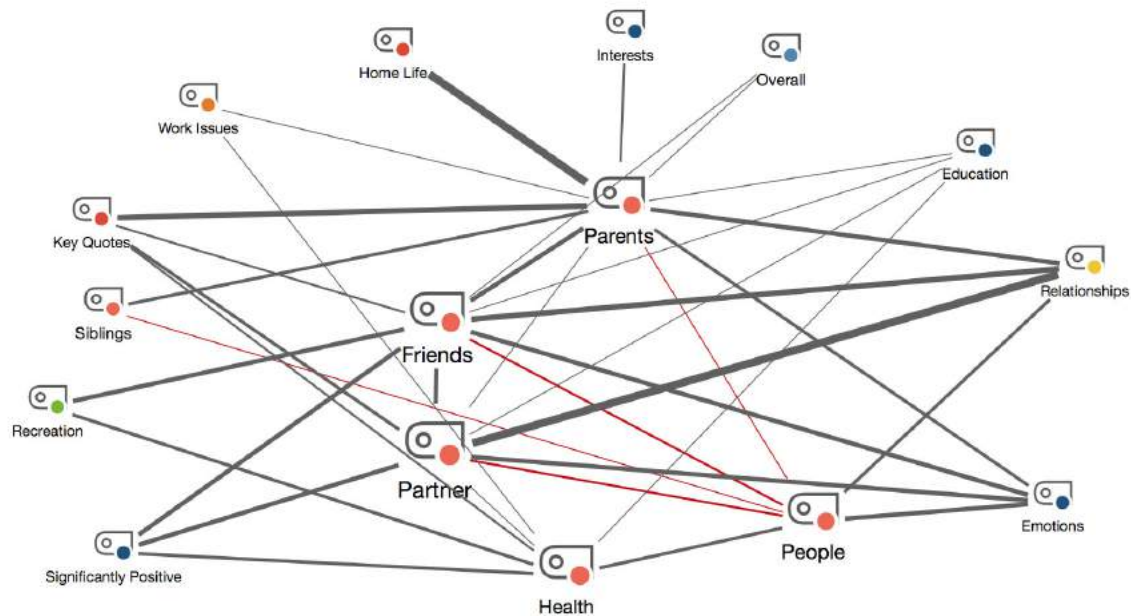 Interests
Home Life
Overall
Work Issues
Education
Parents
Key Quotes
Relationships
Siblings
Friends
Recreation
Partner
Emotions
People
Significantly Positive
Health